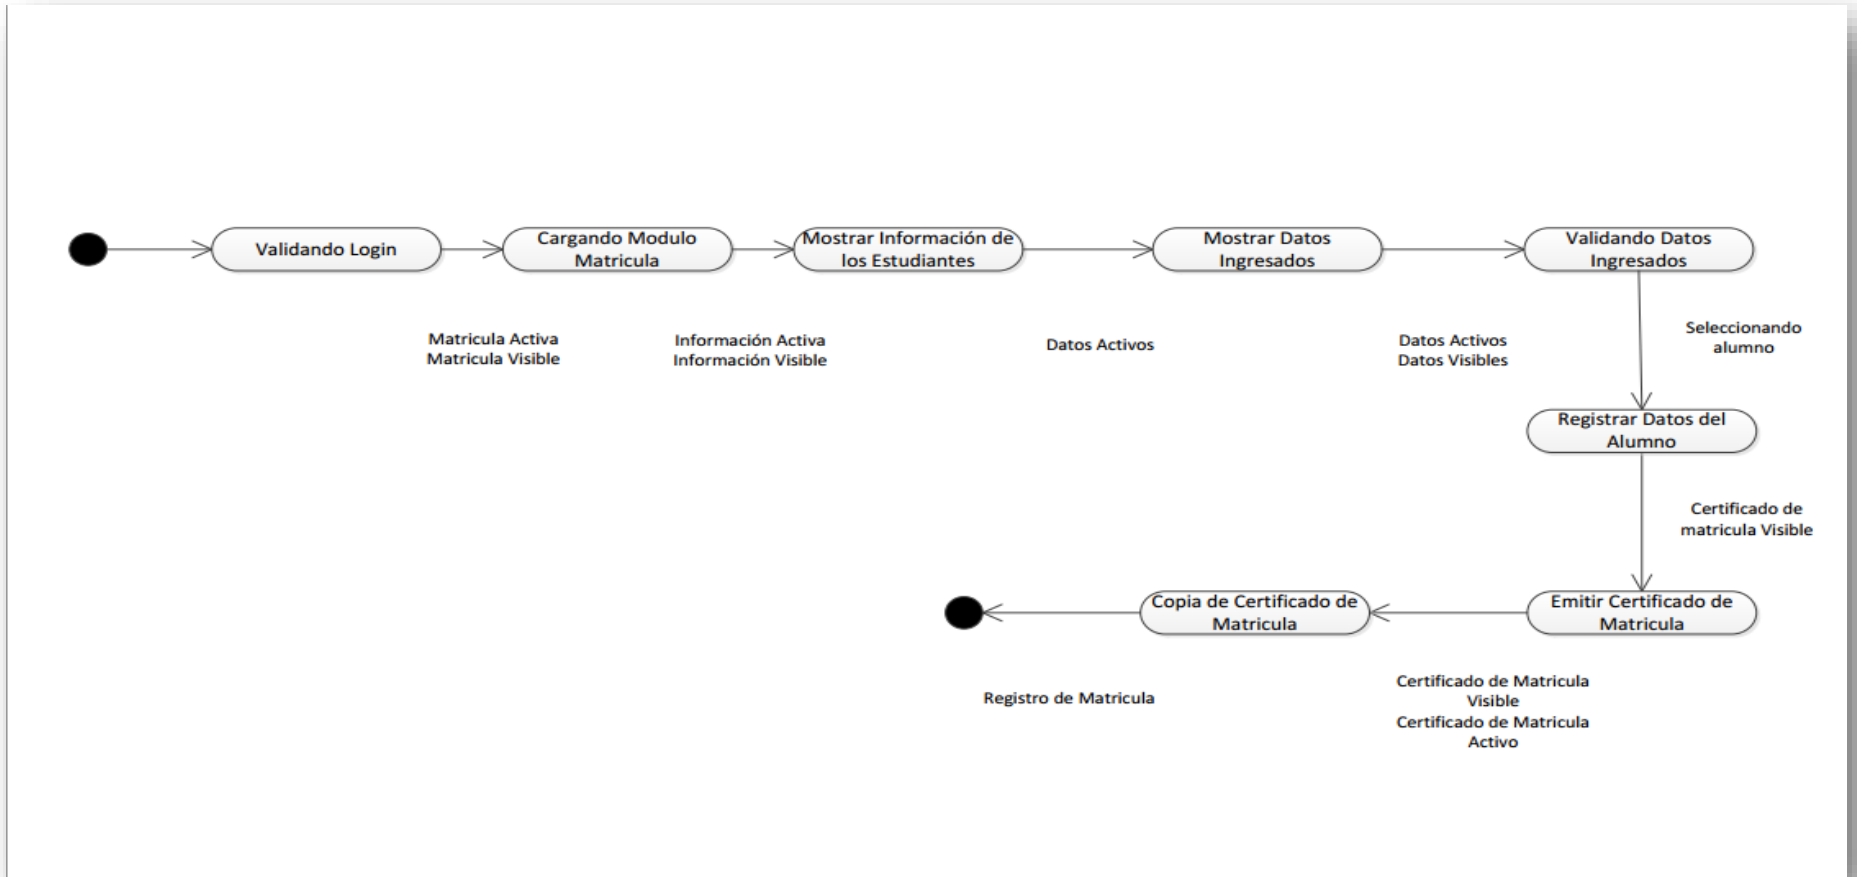 Validando Login
Cargando Modulo
Matricula
Mostrar Información de
los Estudiantes
Mostrar Datos
Ingresados
Validando Datos
Ingresados
Matricula Activa
Matricula Visible
Información Activa
Información Visible
Datos Activos
Datos Activos
Datos Visibles
Seleccionando
alumno
Registrar Datos del
Alumno
Certificado de
matricula Visible
Copia de Certificado de
Matricula
Emitir Certificado de
Matricula
Registro de Matricula
Certificado de Matricula
Visible
Certificado de Matricula
Activo